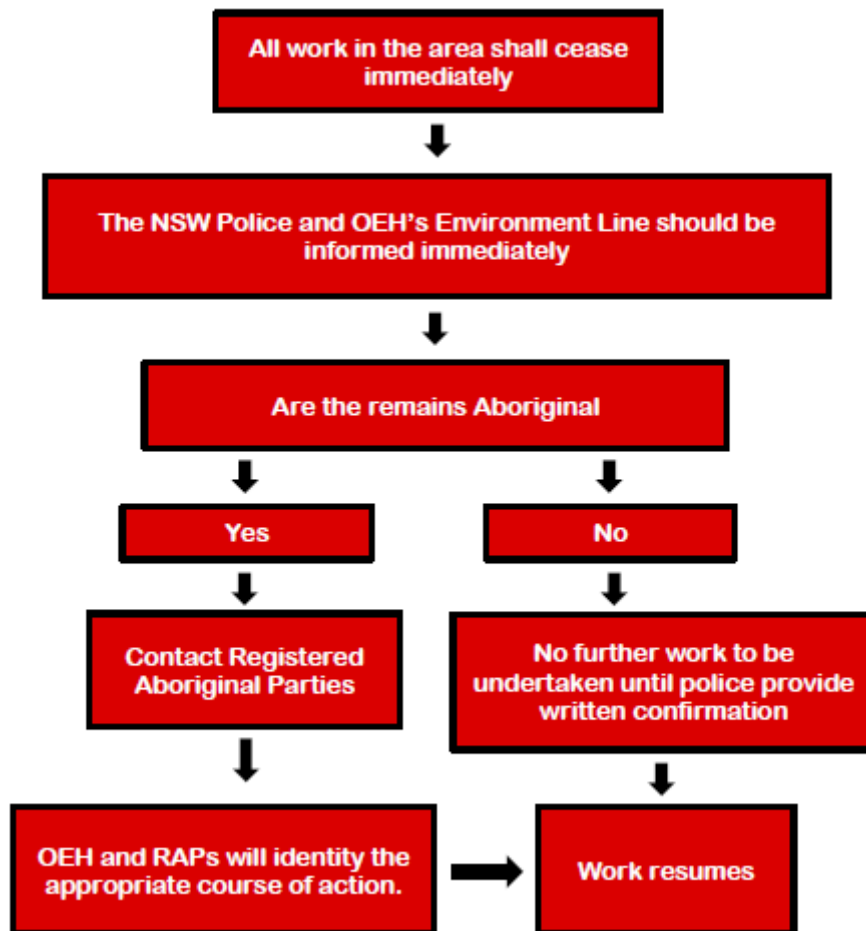 All work in the area shall cease
immediately
The NSW Police and OEH's Environment Line should be
informed immediately
Are the remains Aboriginal
Yes
No
Contact Registered
Aboriginal Parties
No further work to be
undertaken until police provide
written confirmation
OEH and RAPs will identity the
appropriate course of action.
Work resumes